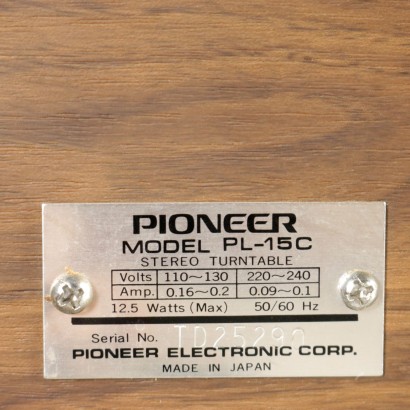 PIONEER
MODEL PL-15C
STEREO TURNTABLE
Volts 110~130 220~240
Amp. 0.16~0.2 0.09~0.1
12.5 Watts (Max) 50/60 Hz
Serial No.
PIONEER ELECTRONIC CORP.
MADE IN JAPAN